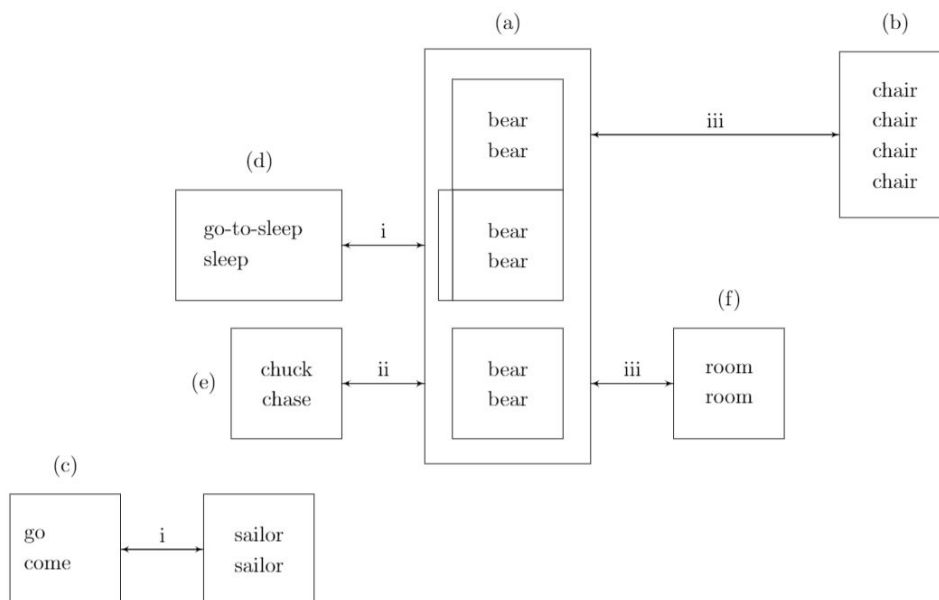 (a)
(b)
bear
bear
iii
chair
chair
chair
chair
(d)
go-to-sleep
sleep
i
bear
bear
(f)
(e)
chuck
chase
ii
bear
bear
iii
room
room
(c)
go
come
i
sailor
sailor